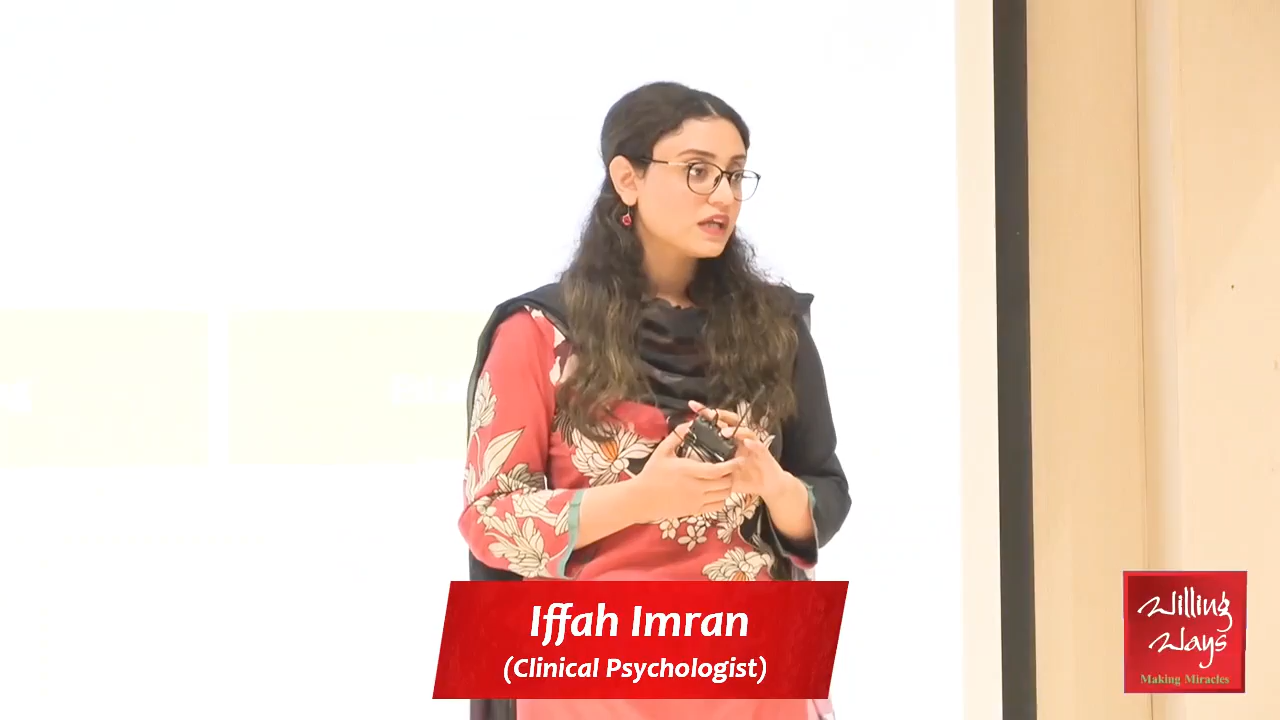 Iffah Imran
(Clinical Psychologist)
Willing
Ways
Making Miracles